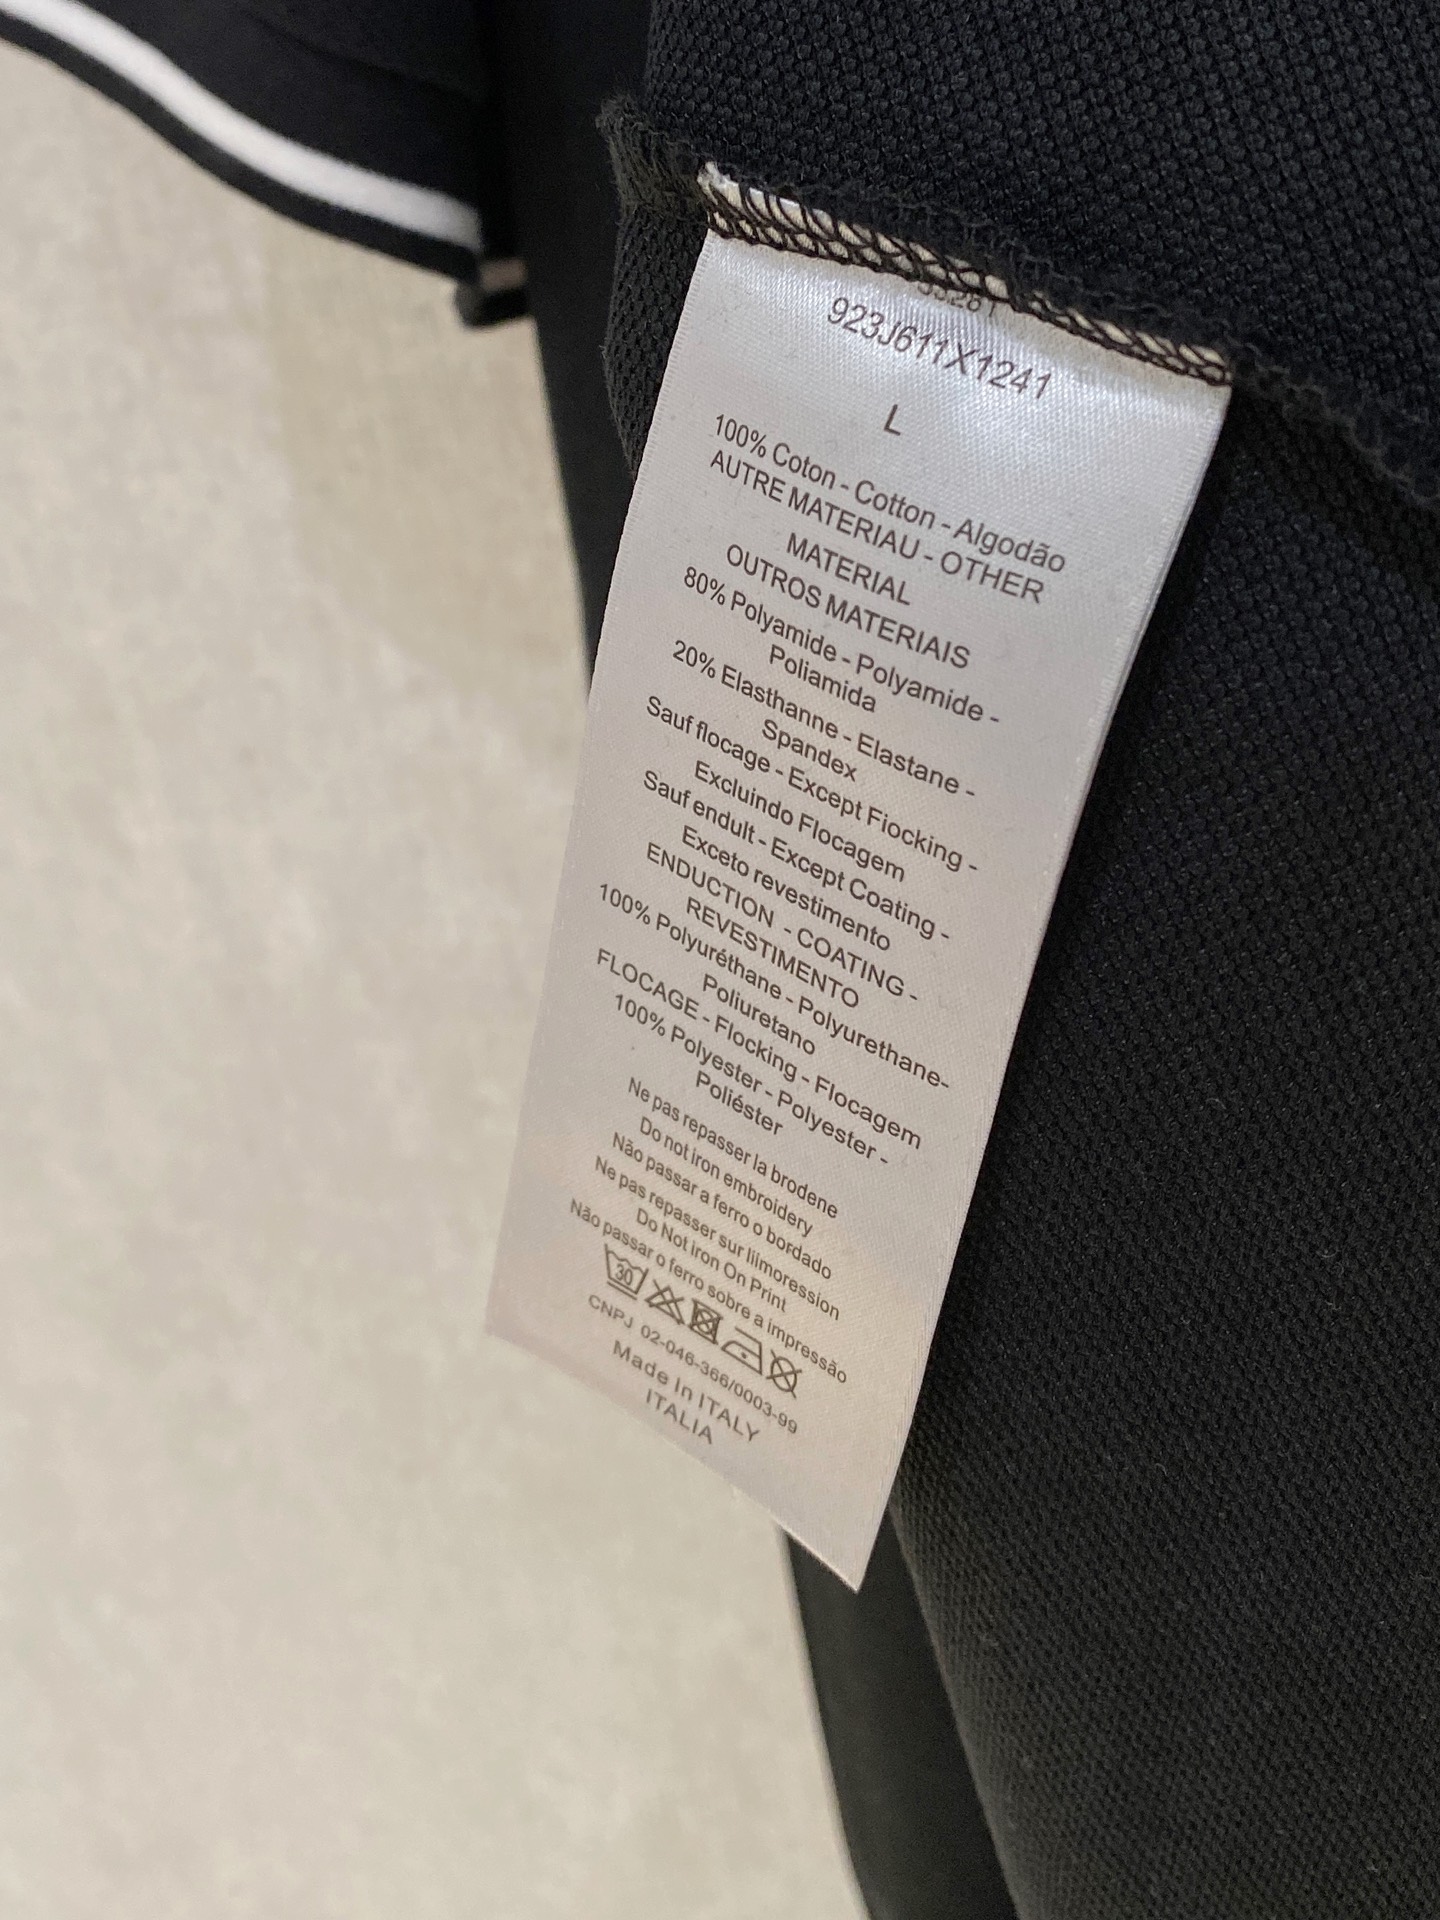 923J611X1241
L
100% Coton - Cotton - Algodão
AUTRE MATERIAU - OTHER
MATERIAL
OUTROS MATERIAIS
80% Polyamide - Polyamide -
Poliamida
20% Elasthanne - Elastane -
Spandex
Sauf flocage - Except Fiocking -
Excluindo Flocagem
Sauf endult - Except Coating -
Exceto revestimento
ENDUCTION - COATING -
REVESTIMENTO
100% Polyuréthane - Polyurethane-
Poliuretano
FLOCAGE - Flocking - Flocagem
100% Polyester - Polyester -
Poliéster
Ne pas repasser la brodene
Do not iron embroidery
Não passar a ferro o bordado
Ne pas repasser sur liimoression
Do Not iron On Print
Não passar o ferro sobre a impressão
30
CNPJ 02-046-366/0003-99
Made In ITALY
ITALIA